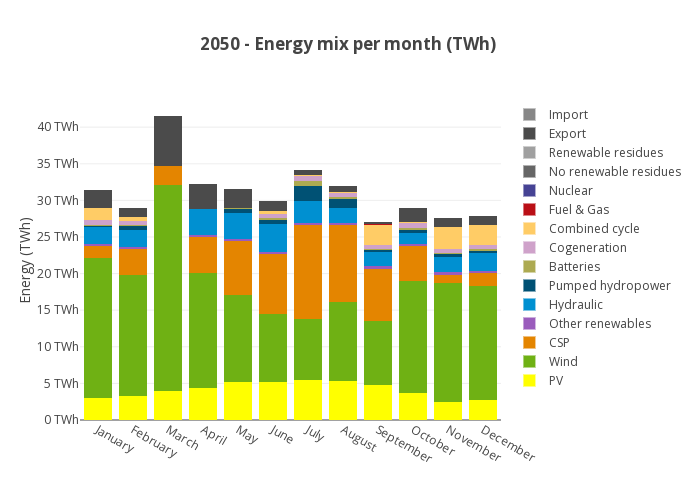 2050 - Energy mix per month (TWh)
Energy (TWh)
40 TWh
35 TWh
30 TWh
25 TWh
20 TWh
15 TWh
10 TWh
5 TWh
0 TWh
January
February
March
April
May
June
July
August
September
October
November
December
Import
Export
Renewable residues
No renewable residues
Nuclear
Fuel & Gas
Combined cycle
Cogeneration
Batteries
Pumped hydropower
Hydraulic
Other renewables
CSP
Wind
PV